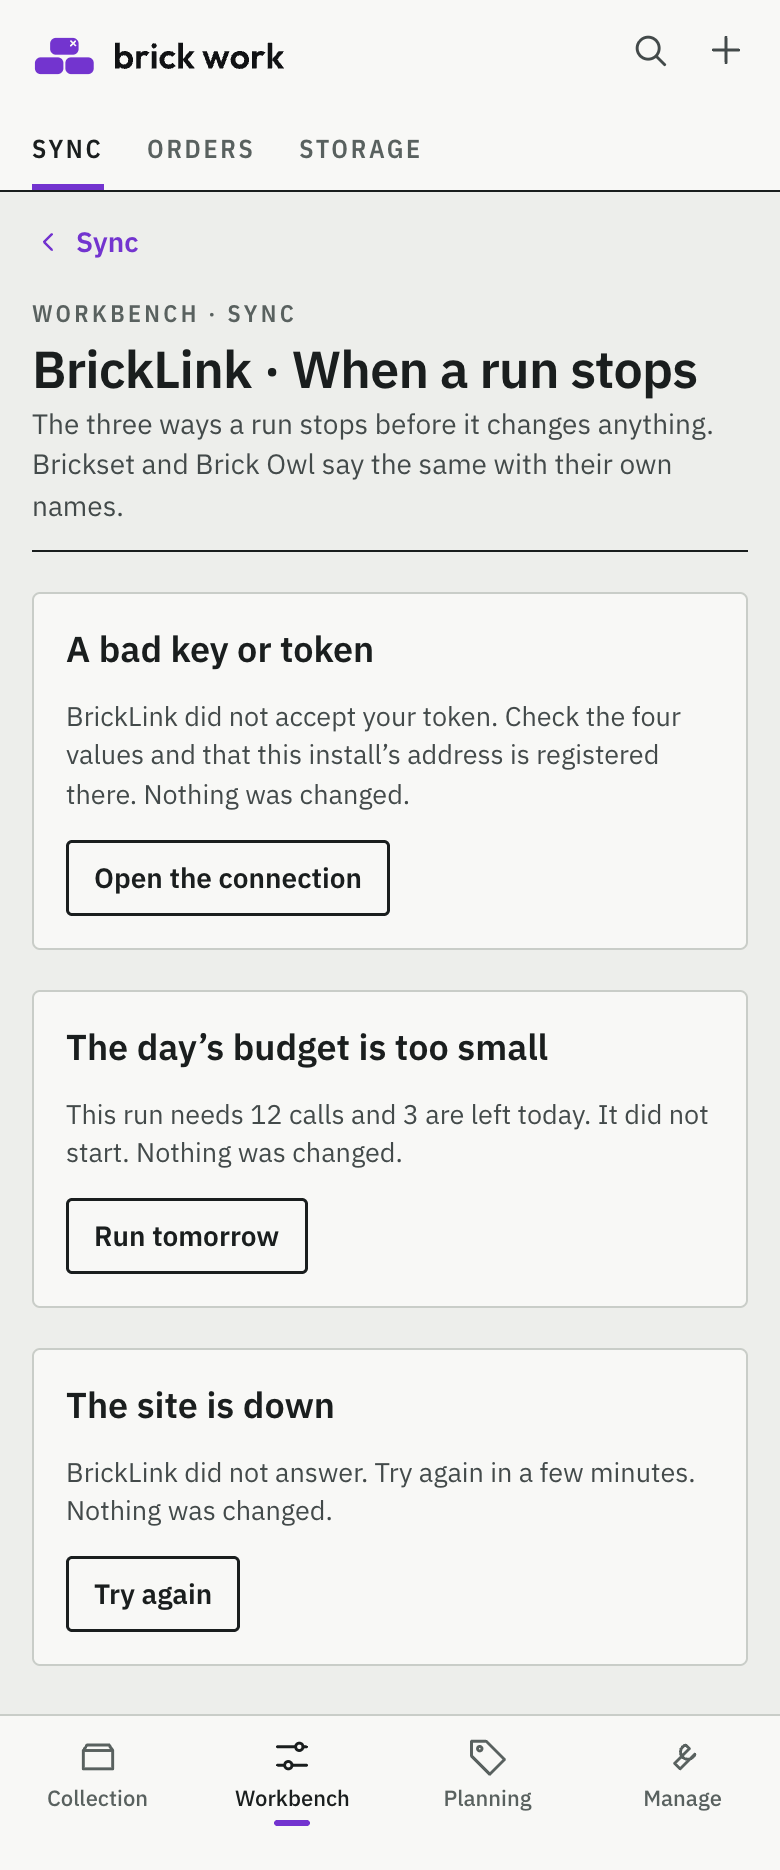 brick work
SYNC ORDERS STORAGE
Sync
WORKBENCH · SYNC
BrickLink · When a run stops
The three ways a run stops before it changes anything.
Brickset and Brick Owl say the same with their own
names.
A bad key or token
BrickLink did not accept your token. Check the four
values and that this install’s address is registered
there. Nothing was changed.
Open the connection
The day’s budget is too small
This run needs 12 calls and 3 are left today. It did not
start. Nothing was changed.
Run tomorrow
The site is down
BrickLink did not answer. Try again in a few minutes.
Nothing was changed.
Try again
Collection Workbench Planning Manage